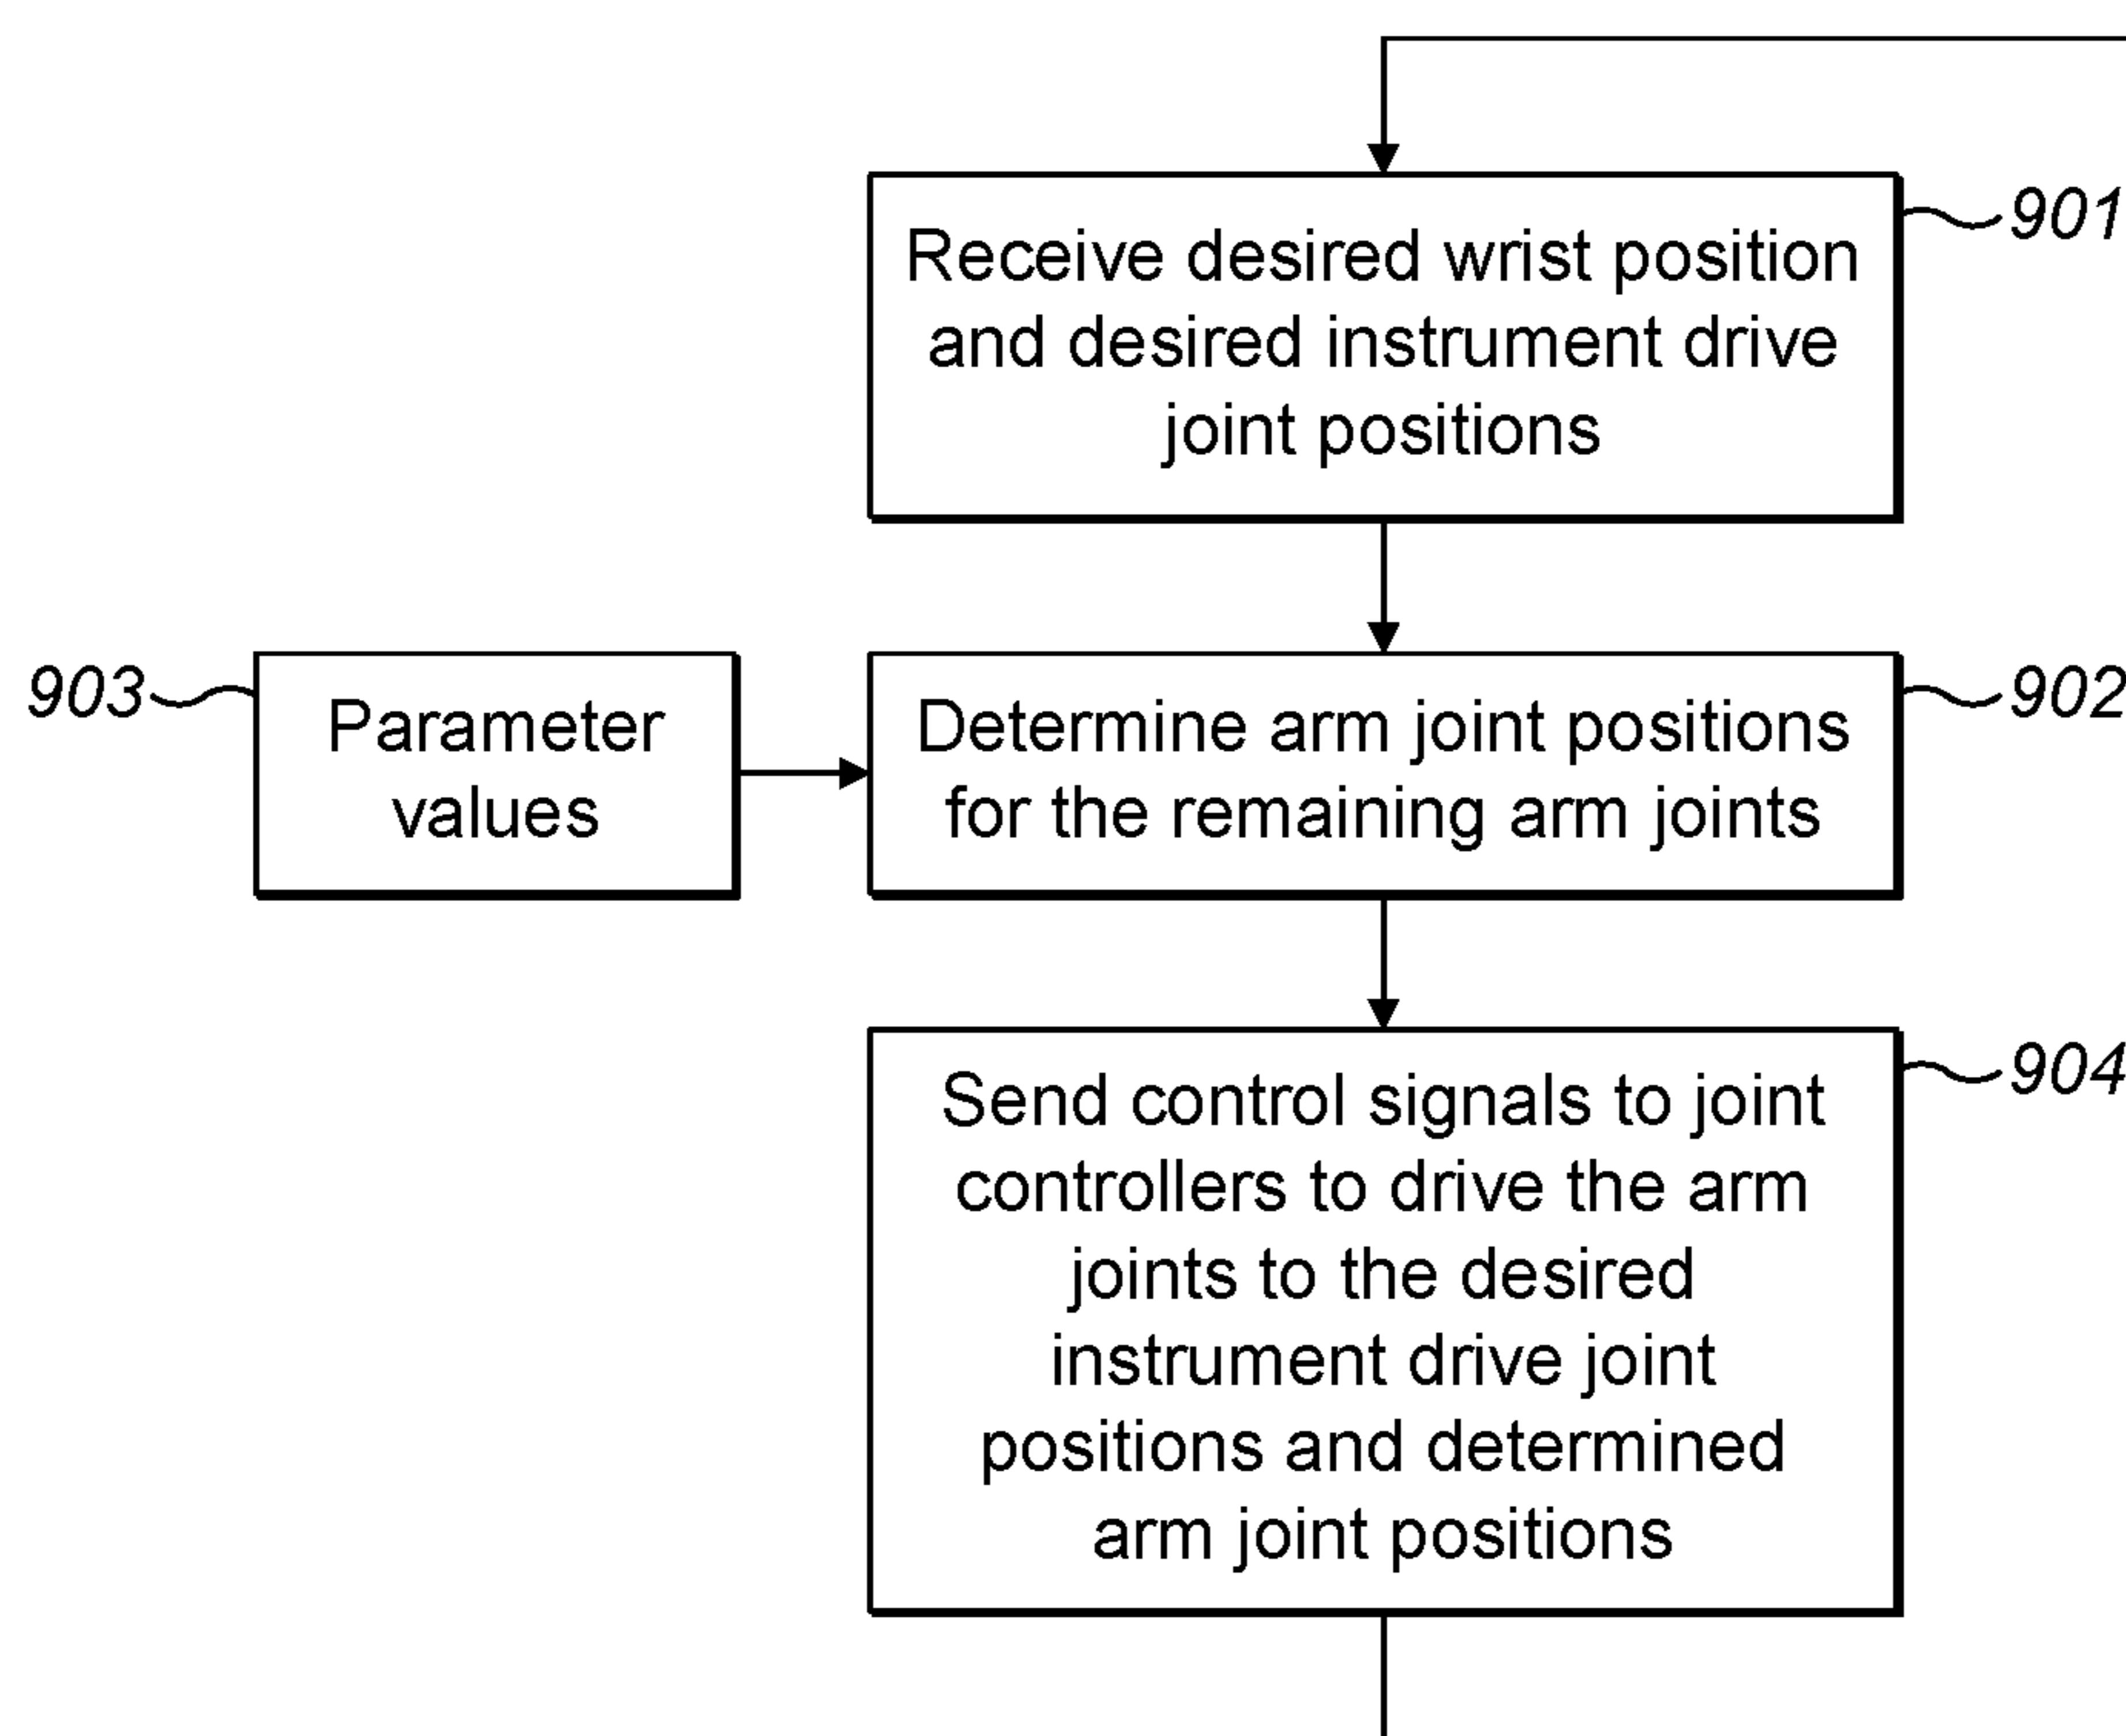 Receive desired wrist position
and desired instrument drive
joint positions
901
903
Parameter
values
Determine arm joint positions
for the remaining arm joints
902
Send control signals to joint
controllers to drive the arm
joints to the desired
instrument drive joint
positions and determined
arm joint positions
904